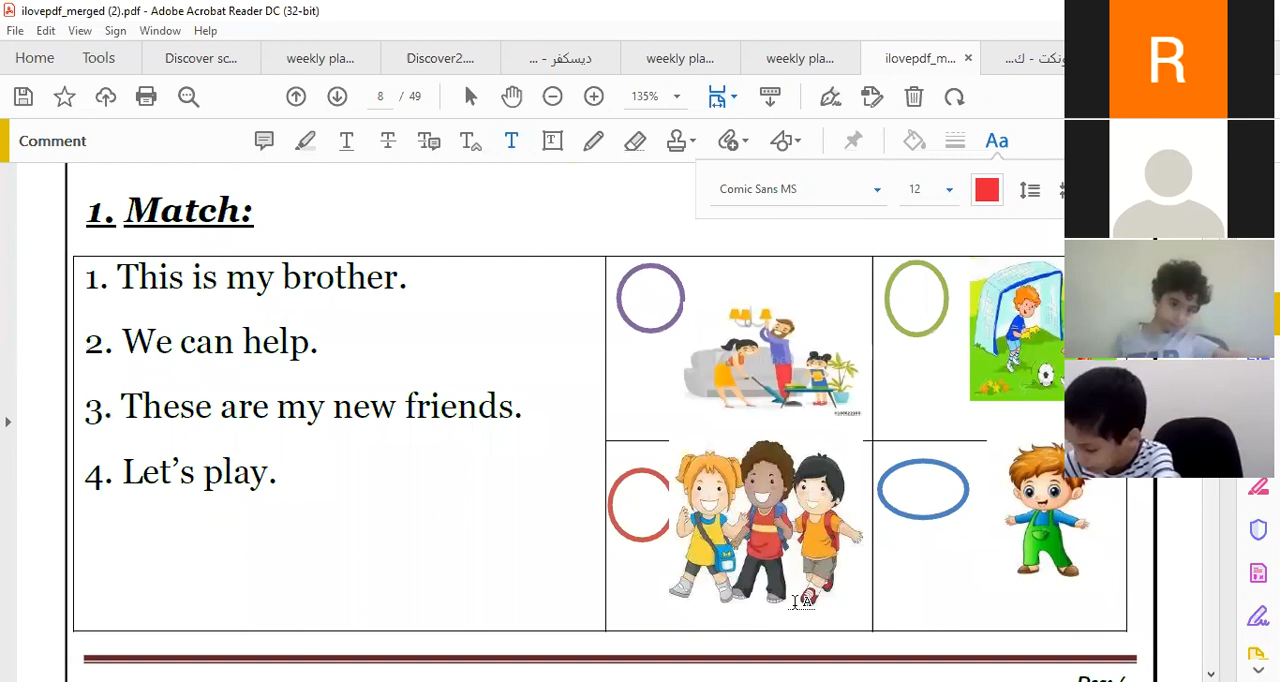 ilovepdf_merged (2).pdf - Adobe Acrobat Reader DC (32-bit)
File Edit View Sign Window Help
Home Tools Discover sc... weekly pla... Discover2.... ديسكفر - ... weekly pla... weekly pla... ilovepdf_m... ×
8 / 49 135%
Comment
Aa
Comic Sans MS 12
R
1. Match:
1. This is my brother.
2. We can help.
3. These are my new friends.
4. Let's play.